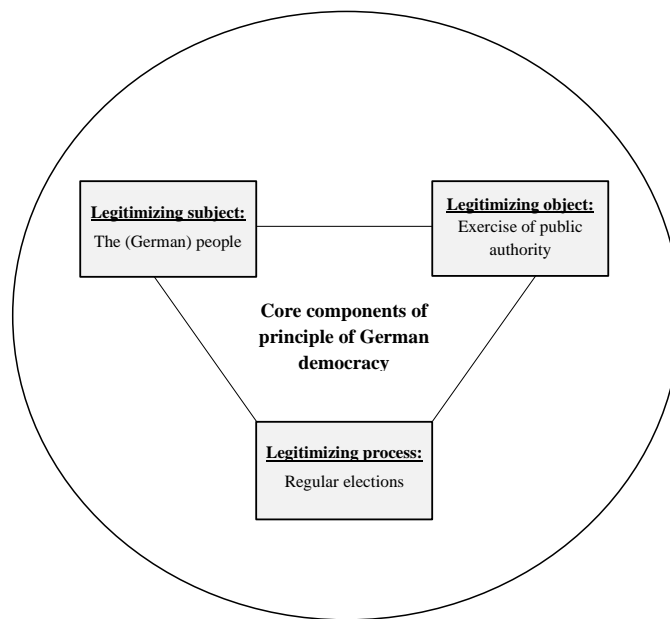 Legitimizing subject:
The (German) people
Legitimizing object:
Exercise of public
authority
Core components of
principle of German
democracy
Legitimizing process:
Regular elections